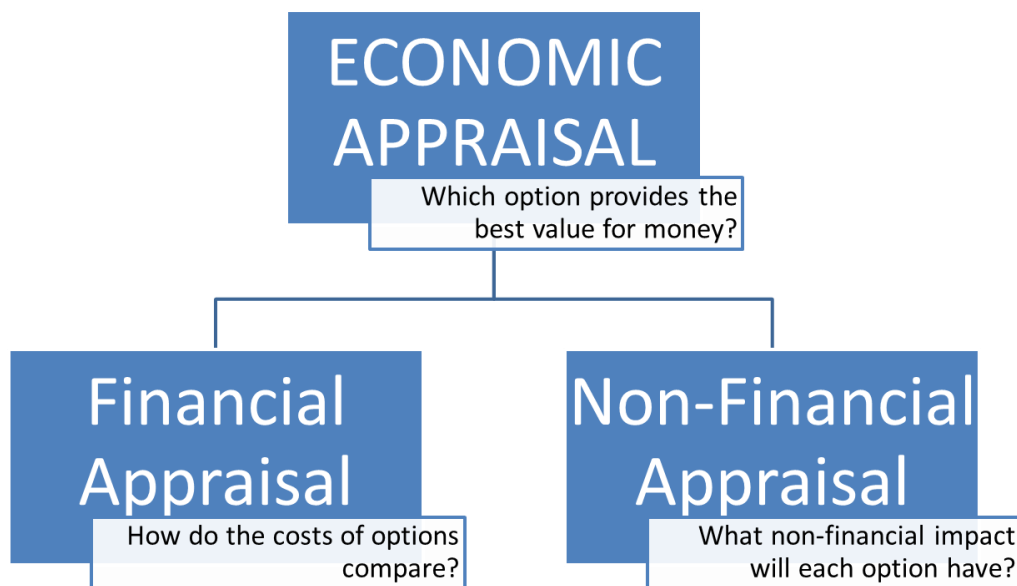 ECONOMIC
APPRAISAL
Which option provides the
best value for money?
Financial
Appraisal
How do the costs of options
compare?
Non-Financial
Appraisal
What non-financial impact
will each option have?